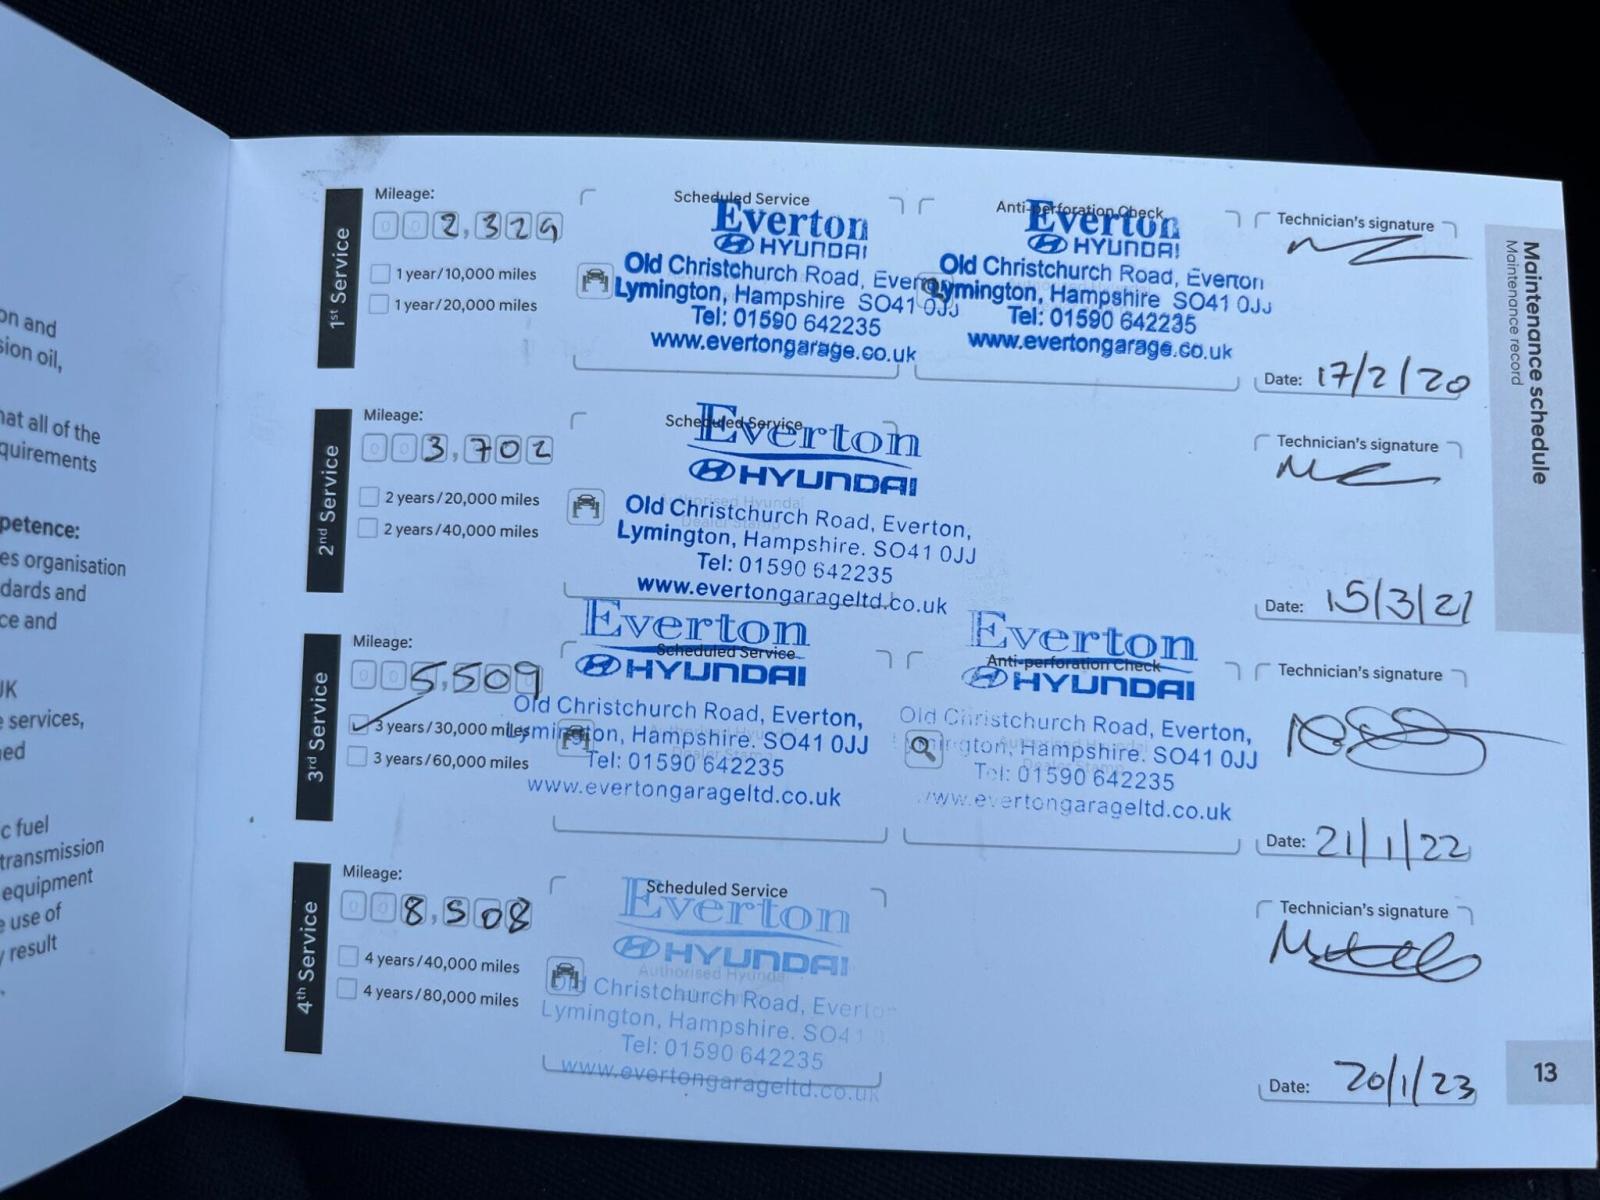 on and
sion oil,
hat all of the
quirements
petence:
es organisation
dards and
ce and
JK
services,
ned
c fuel
transmission
equipment
use of
result
1st Service
Mileage:
002,329
1 year/10,000 miles
1 year/20,000 miles
Scheduled Service
Everton
HYUNDAI
Old Christchurch Road, Everton
Lymington, Hampshire SO41 0JJ
Tel: 01590 642235
www.evertongarage.co.uk
Anti-perforation Check
Everton
HYUNDAI
Old Christchurch Road, Everton
Lymington, Hampshire SO41 0JJ
Tel: 01590 642235
www.evertongarage.co.uk
Technician's signature
Date: 17/2/20
2nd Service
Mileage:
003,702
2 years/20,000 miles
2 years/40,000 miles
Scheduled Service
Everton
HYUNDAI
Authorised Hyundai
Dealer Stamp
Old Christchurch Road, Everton,
Lymington, Hampshire. SO41 0JJ
Tel: 01590 642235
www.evertongarageltd.co.uk
Technician's signature
Date: 15/3/21
3rd Service
Mileage:
005,509
3 years/30,000 miles
3 years/60,000 miles
Everton
Scheduled Service
HYUNDAI
Old Christchurch Road, Everton,
Lymington, Hampshire. SO41 0JJ
Tel: 01590 642235
www.evertongarageltd.co.uk
Everton
Anti-perforation Check
HYUNDAI
Old Christchurch Road, Everton,
Lymington, Hampshire. SO41 0JJ
Tel: 01590 642235
www.evertongarageltd.co.uk
Technician's signature
Date: 21/1/22
4th Service
Mileage:
008,508
4 years/40,000 miles
4 years/80,000 miles
Scheduled Service
Everton
HYUNDAI
Authorised Hyundai
Old Christchurch Road, Everton
Lymington, Hampshire. SO41 0
Tel: 01590 642235
www.evertongarageltd.co.uk
Technician's signature
Date: 20/1/23
Maintenance schedule
Maintenance record
13